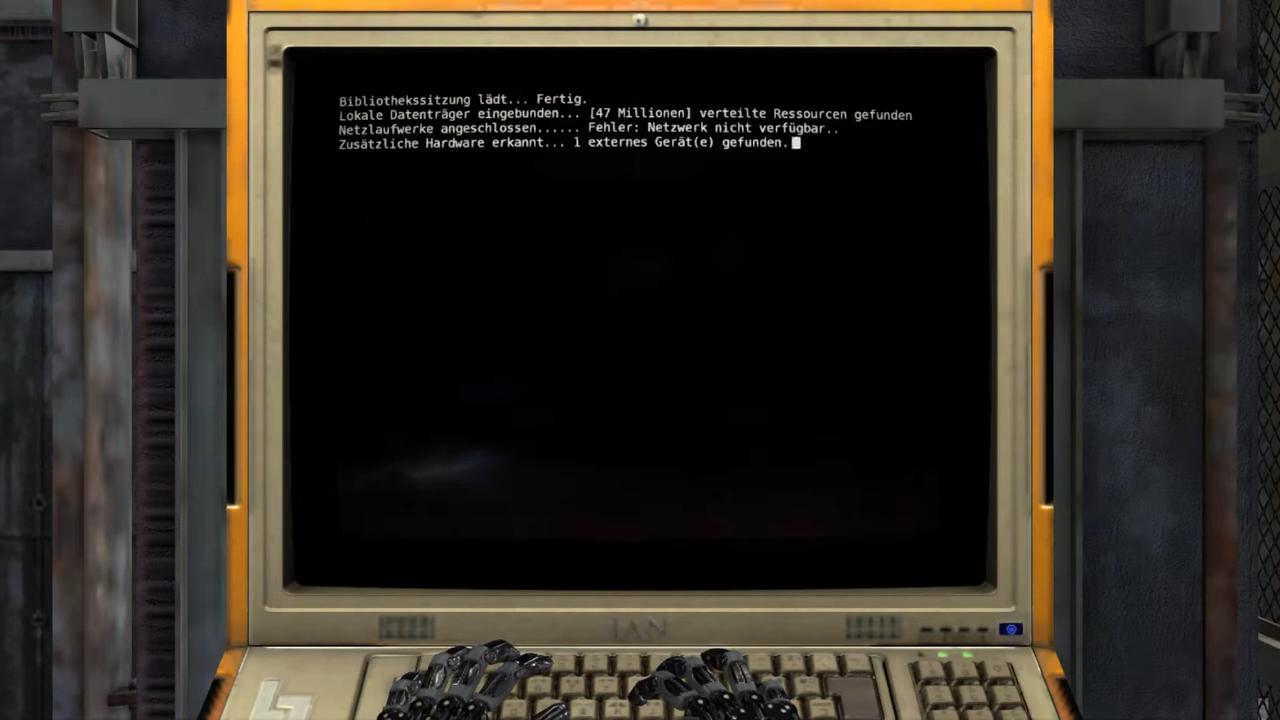 Bibliothekssitzung lädt... Fertig.
Lokale Datenträger eingebunden... [47 Millionen] verteilte Ressourcen gefunden
Netzlaufwerke angeschlossen...... Fehler: Netzwerk nicht verfügbar..
Zusätzliche Hardware erkannt... 1 externes Gerät(e) gefunden.
IAN